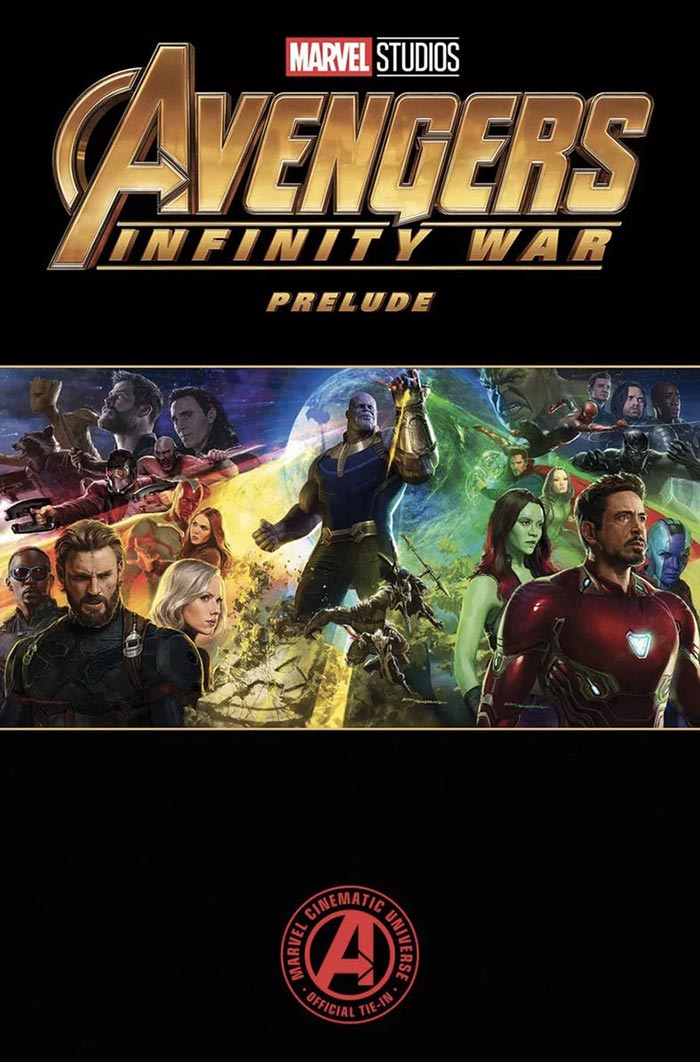 MARVEL STUDIOS
AVENGERS
INFINITY WAR
PRELUDE
MARVEL CINEMATIC UNIVERSE
• OFFICIAL TIE-IN •